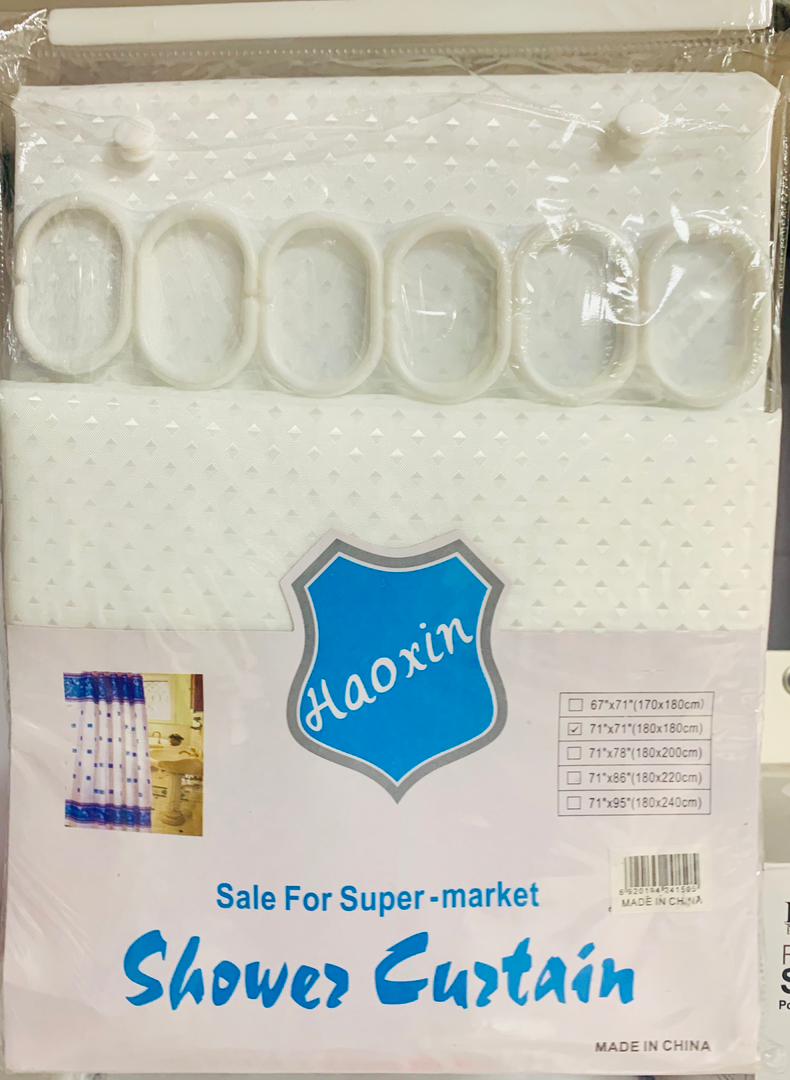 Haoxin
67"x71"(170x180cm)
71"x71"(180x180cm)
71"x78"(180x200cm)
71"x86"(180x220cm)
71"x95"(180x240cm)
MADE IN CHINA
Sale For Super-market
Shower Curtain
MADE IN CHINA